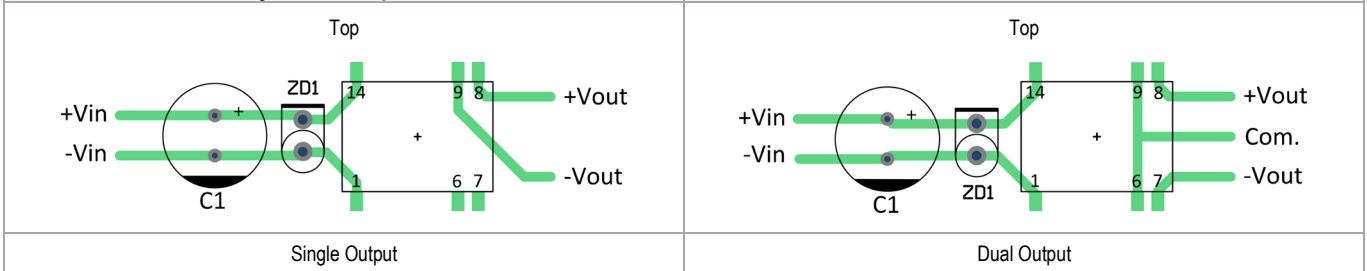 Top
ZD1
14
9
8
+Vin
+
+Vout
+
-Vin
1
6
7
-Vout
C1
Single Output
Top
14
9
8
+Vin
+
+Vout
+
Com.
-Vin
1
6
7
-Vout
ZD1
C1
Dual Output